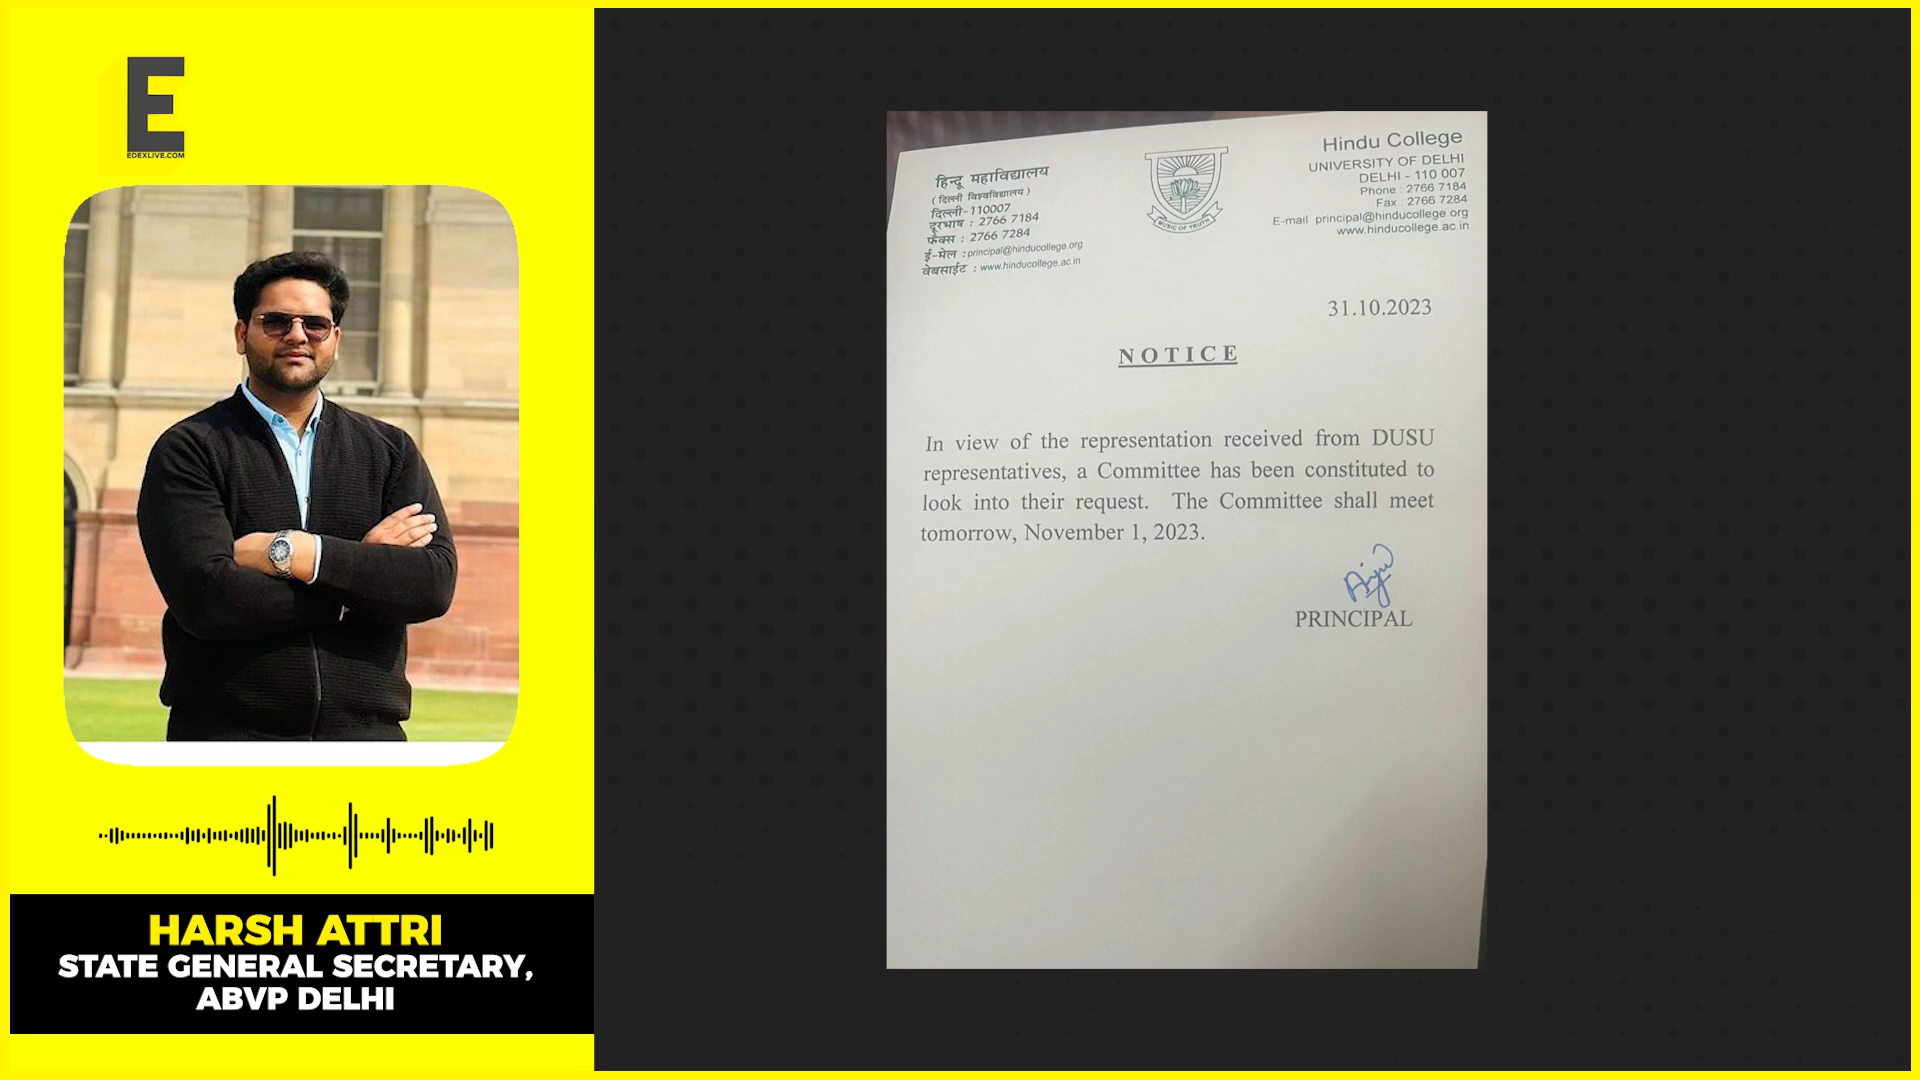 E
EDEXLIVE.COM
HARSH ATTRI
STATE GENERAL SECRETARY,
ABVP DELHI
हिन्दू महाविद्यालय
( दिल्ली विश्वविद्यालय )
दिल्ली-110007
दूरभाष : 2766 7184
फैक्स : 2766 7284
ई-मेल : principal@hinducollege.org
वेबसाईट : www.hinducollege.ac.in
MUSIC OF TRUTH
Hindu College
UNIVERSITY OF DELHI
DELHI - 110 007
Phone : 2766 7184
Fax : 2766 7284
E-mail principal@hinducollege.org
www.hinducollege.ac.in
31.10.2023
NOTICE
In view of the representation received from DUSU
representatives, a Committee has been constituted to
look into their request. The Committee shall meet
tomorrow, November 1, 2023.
PRINCIPAL